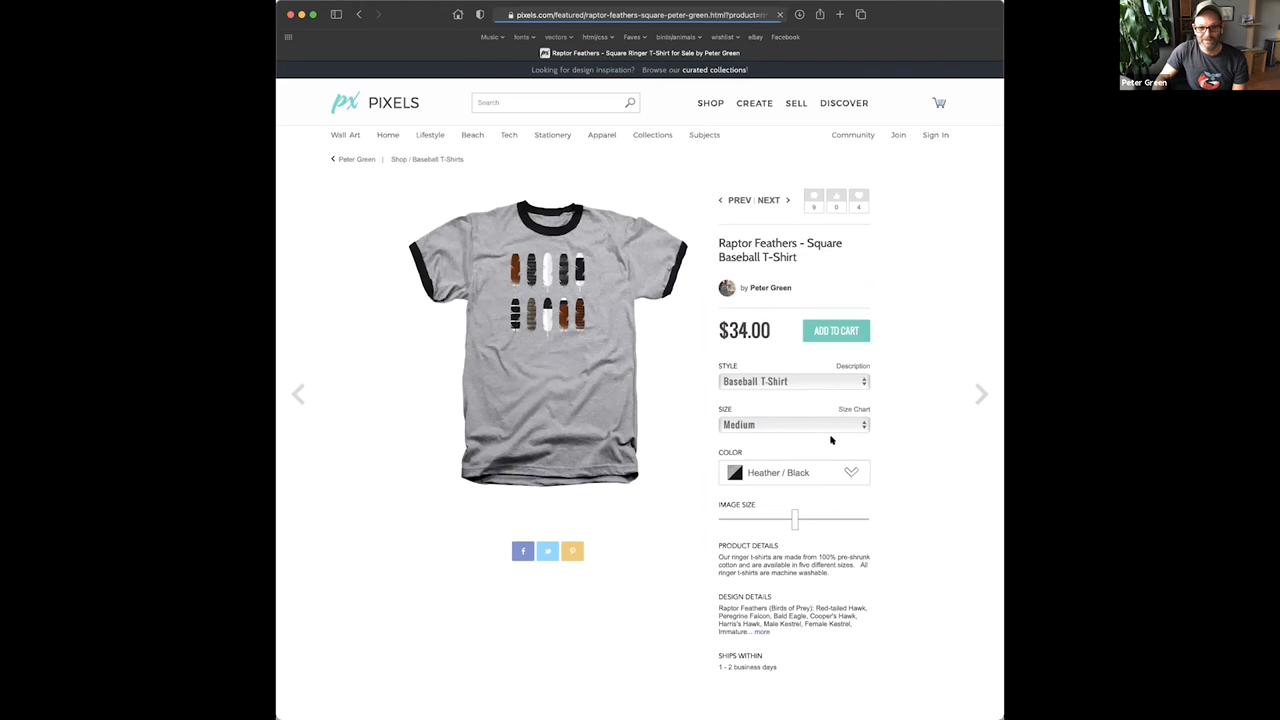 pixels.com/featured/raptor-feathers-square-peter-green.html?product=
Music fonts vectors html/css Faves birds/animals wishlist eBay Facebook
Raptor Feathers - Square Ringer T-Shirt for Sale by Peter Green
Looking for design inspiration? Browse our curated collections!
px PIXELS
Search
SHOP CREATE SELL DISCOVER
Wall Art Home Lifestyle Beach Tech Stationery Apparel Collections Subjects
Community Join Sign In
Peter Green | Shop / Baseball T-Shirts
PREV | NEXT
9 0 4
Raptor Feathers - Square
Baseball T-Shirt
by Peter Green
$34.00 ADD TO CART
STYLE Description
Baseball T-Shirt
SIZE Size Chart
Medium
COLOR
Heather / Black
IMAGE SIZE
PRODUCT DETAILS
Our ringer t-shirts are made from 100% pre-shrunk
cotton and are available in five different sizes. All
ringer t-shirts are machine washable.
DESIGN DETAILS
Raptor Feathers (Birds of Prey): Red-tailed Hawk,
Peregrine Falcon, Bald Eagle, Cooper's Hawk,
Harris's Hawk, Male Kestrel, Female Kestrel,
Immature... more
SHIPS WITHIN
1 - 2 business days
Peter Green